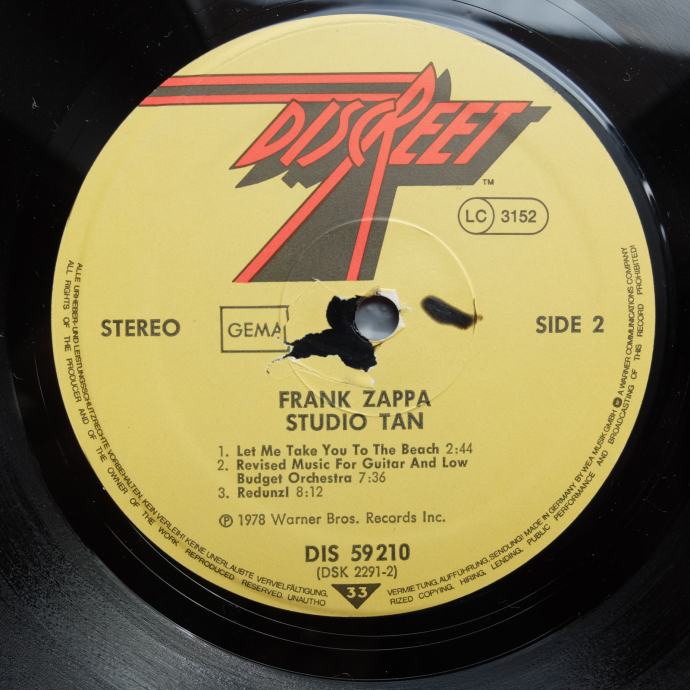 DISCREET
™
LC 3152
STEREO
GEMA
SIDE 2
FRANK ZAPPA
STUDIO TAN
1. Let Me Take You To The Beach 2:44
2. Revised Music For Guitar And Low
Budget Orchestra 7:36
3. Redunzl 8:12
℗ 1978 Warner Bros. Records Inc.
DIS 59210
(DSK 2291-2)
33
ALLE URHEBER- UND LEISTUNGSSCHUTZRECHTE VORBEHALTEN. KEIN VERLEIH! KEINE UNERLAUBTE VERVIELFÄLTIGUNG, VERMIETUNG, AUFFÜHRUNG, SENDUNG! MADE IN GERMANY BY WEA MUSIK GMBH A WARNER COMMUNICATIONS COMPANY
ALL RIGHTS OF THE PRODUCER AND OF THE OWNER OF THE WORK REPRODUCED RESERVED. UNAUTHORIZED COPYING, HIRING, LENDING, PUBLIC PERFORMANCE AND BROADCASTING OF THIS RECORD PROHIBITED!